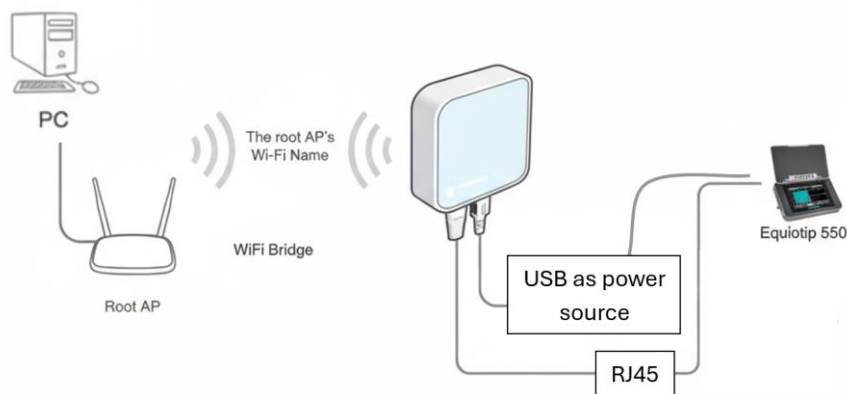 PC
The root AP's
Wi-Fi Name
WiFi Bridge
Root AP
Equiotip 550
USB as power
source
RJ45